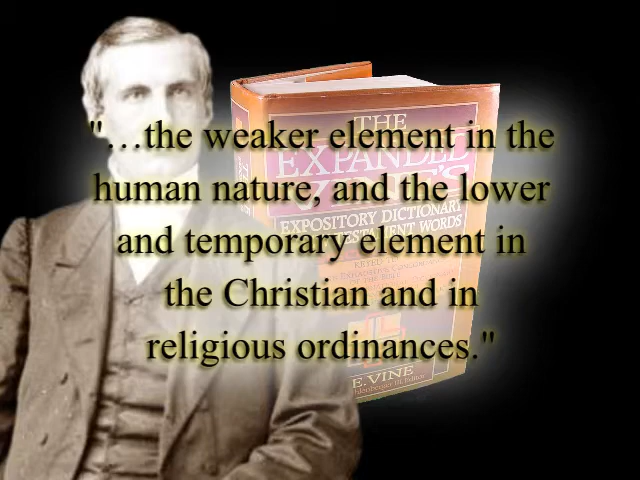 "…the weaker element in the
human nature, and the lower
and temporary element in
the Christian and in
religious ordinances."
THE
EXPANDED
VINE'S
EXPOSITORY DICTIONARY
TESTAMENT WORDS
E. VINE